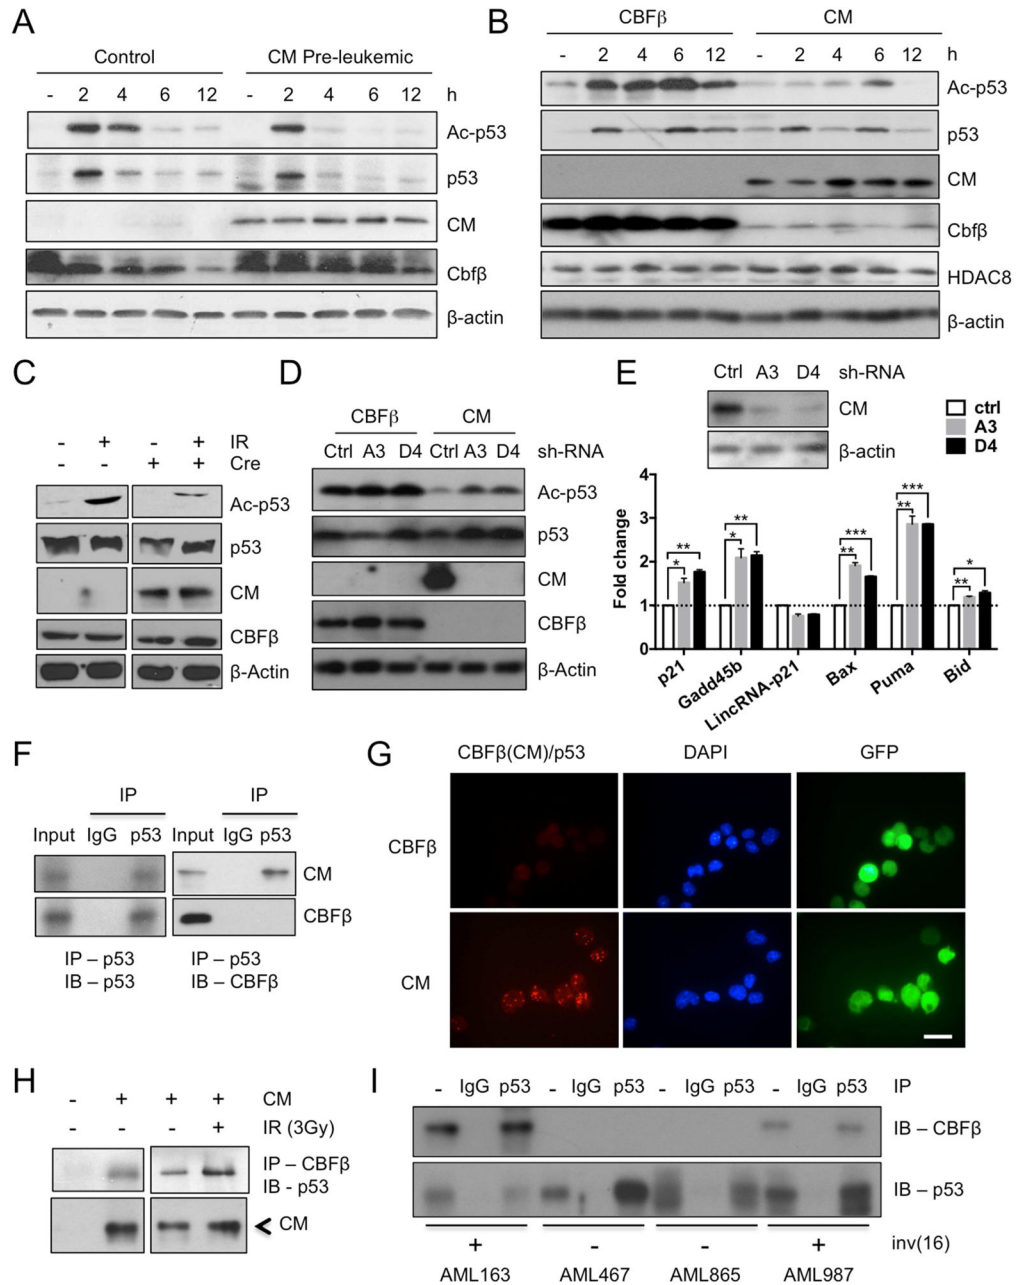 A
Control CM Pre-leukemic
- 2 4 6 12 - 2 4 6 12 h
Ac-p53
p53
CM
Cbfβ
β-actin
B
CBFβ CM
- 2 4 6 12 - 2 4 6 12 h
Ac-p53
p53
CM
Cbfβ
HDAC8
β-actin
C
- + - + IR
- - + + Cre
Ac-p53
p53
CM
CBFβ
β-Actin
D
CBFβ CM
Ctrl A3 D4 Ctrl A3 D4 sh-RNA
Ac-p53
p53
CM
CBFβ
β-Actin
E
Ctrl A3 D4 sh-RNA
CM
β-actin
ctrl
A3
D4
Fold change
4
3
2
1
0
* **
* **
** ***
** ***
** *
p21
Gadd45b
LincRNA-p21
Bax
Puma
Bid
F
IP IP
Input IgG p53 Input IgG p53
CM
CBFβ
IP – p53 IP – p53
IB – p53 IB – CBFβ
G
CBFβ(CM)/p53 DAPI GFP
CBFβ
CM
H
- + + + CM
- - - + IR (3Gy)
IP – CBFβ
IB - p53
CM
I
- IgG p53 - IgG p53 - IgG p53 - IgG p53 IP
IB – CBFβ
IB – p53
+ - - + inv(16)
AML163 AML467 AML865 AML987